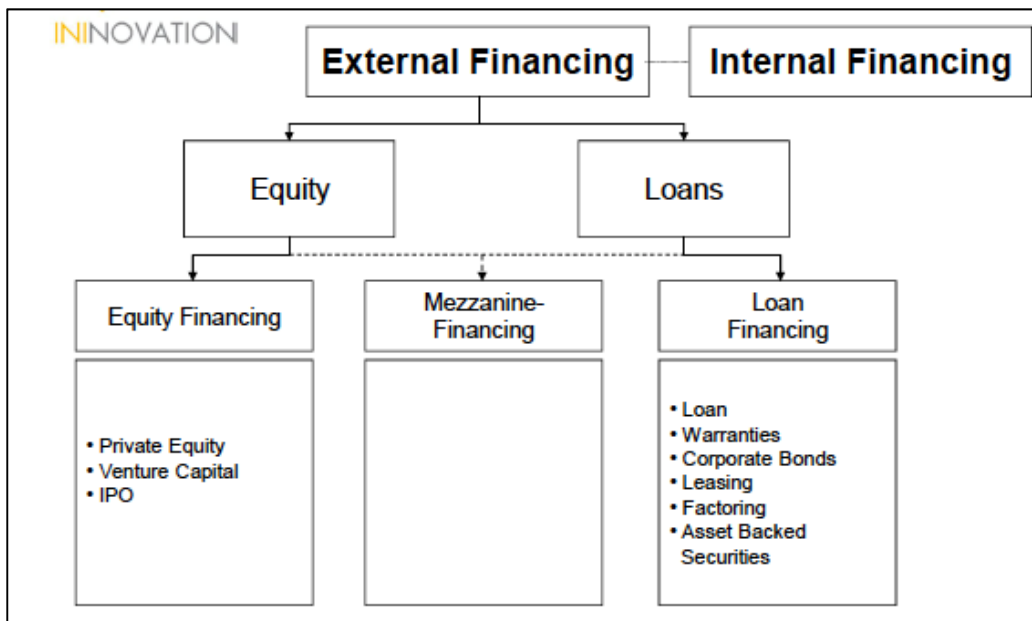 ININOVATION
External Financing
Internal Financing
Equity
Loans
Equity Financing
Mezzanine-
Financing
Loan
Financing
• Private Equity
• Venture Capital
• IPO
• Loan
• Warranties
• Corporate Bonds
• Leasing
• Factoring
• Asset Backed
Securities